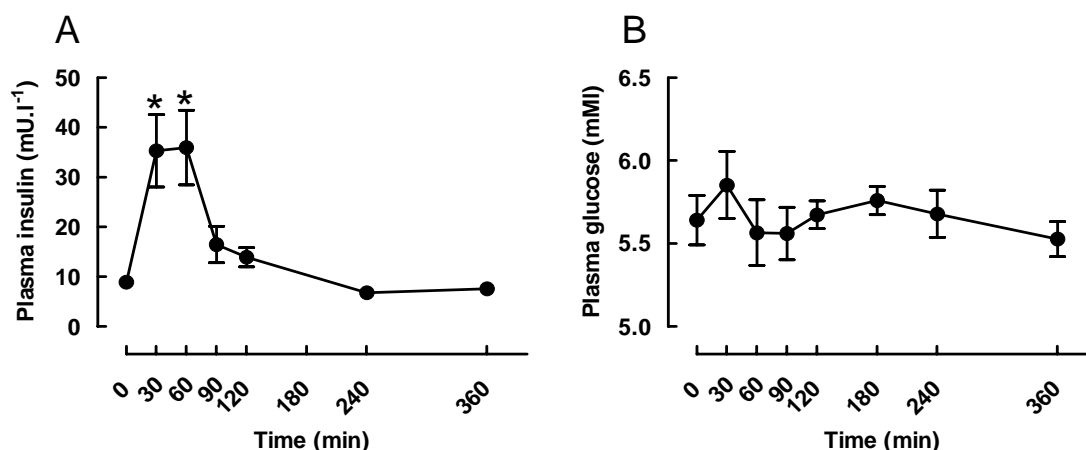 A
Plasma insulin (mU.l-1)
50
40
30
20
10
0
* *
0 30 60 90 120 180 240 360
Time (min)
B
Plasma glucose (mMl)
6.5
6.0
5.5
5.0
0 30 60 90 120 180 240 360
Time (min)